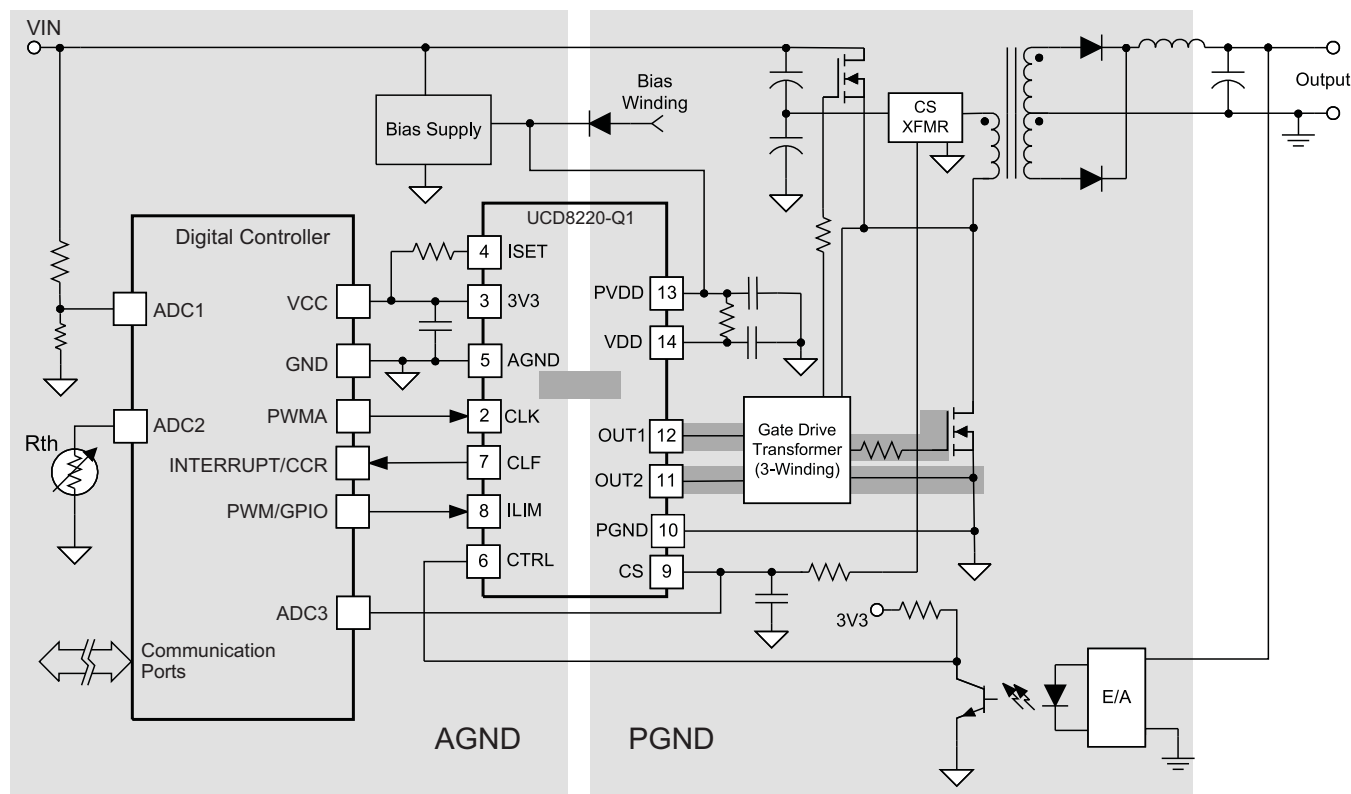 VIN
Bias
Winding
Output
Bias Supply
CS
XFMR
UCD8220-Q1
Digital Controller
4 ISET
VCC
3 3V3
PVDD 13
ADC1
VDD 14
GND
5 AGND
ADC2
PWMA
2 CLK
OUT1 12
Gate Drive
Transformer
(3-Winding)
Rth
INTERRUPT/CCR
7 CLF
OUT2 11
PWM/GPIO
8 ILIM
PGND 10
6 CTRL
CS 9
ADC3
3V3
Communication
Ports
E/A
AGND
PGND